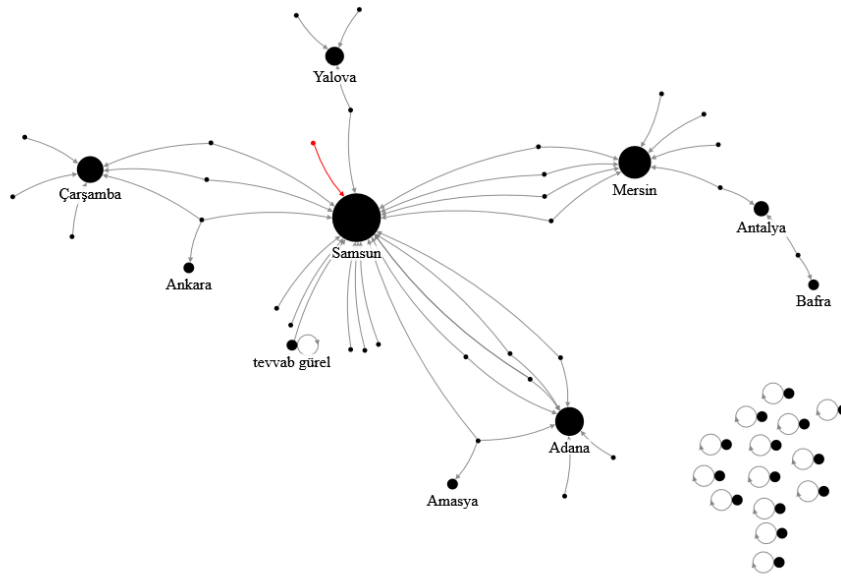 Yalova
Çarşamba
Mersin
Antalya
Samsun
Ankara
Bafra
tevvab gürel
Adana
Amasya